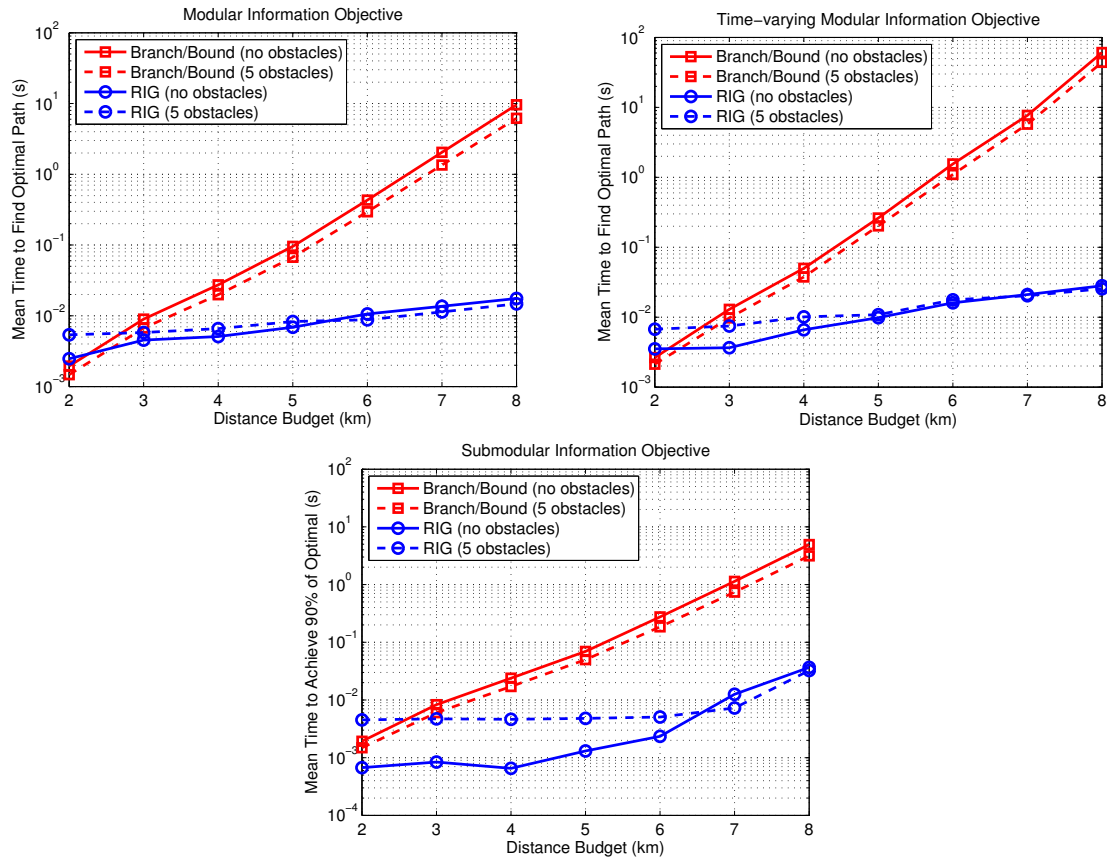 Modular Information Objective
Mean Time to Find Optimal Path (s)
10^2
10^1
10^0
10^−1
10^−2
10^−3
Branch/Bound (no obstacles)
Branch/Bound (5 obstacles)
RIG (no obstacles)
RIG (5 obstacles)
2 3 4 5 6 7 8
Distance Budget (km)
Time−varying Modular Information Objective
Mean Time to Find Optimal Path (s)
10^2
10^1
10^0
10^−1
10^−2
10^−3
Branch/Bound (no obstacles)
Branch/Bound (5 obstacles)
RIG (no obstacles)
RIG (5 obstacles)
2 3 4 5 6 7 8
Distance Budget (km)
Submodular Information Objective
Mean Time to Achieve 90% of Optimal (s)
10^2
10^1
10^0
10^−1
10^−2
10^−3
10^−4
Branch/Bound (no obstacles)
Branch/Bound (5 obstacles)
RIG (no obstacles)
RIG (5 obstacles)
2 3 4 5 6 7 8
Distance Budget (km)